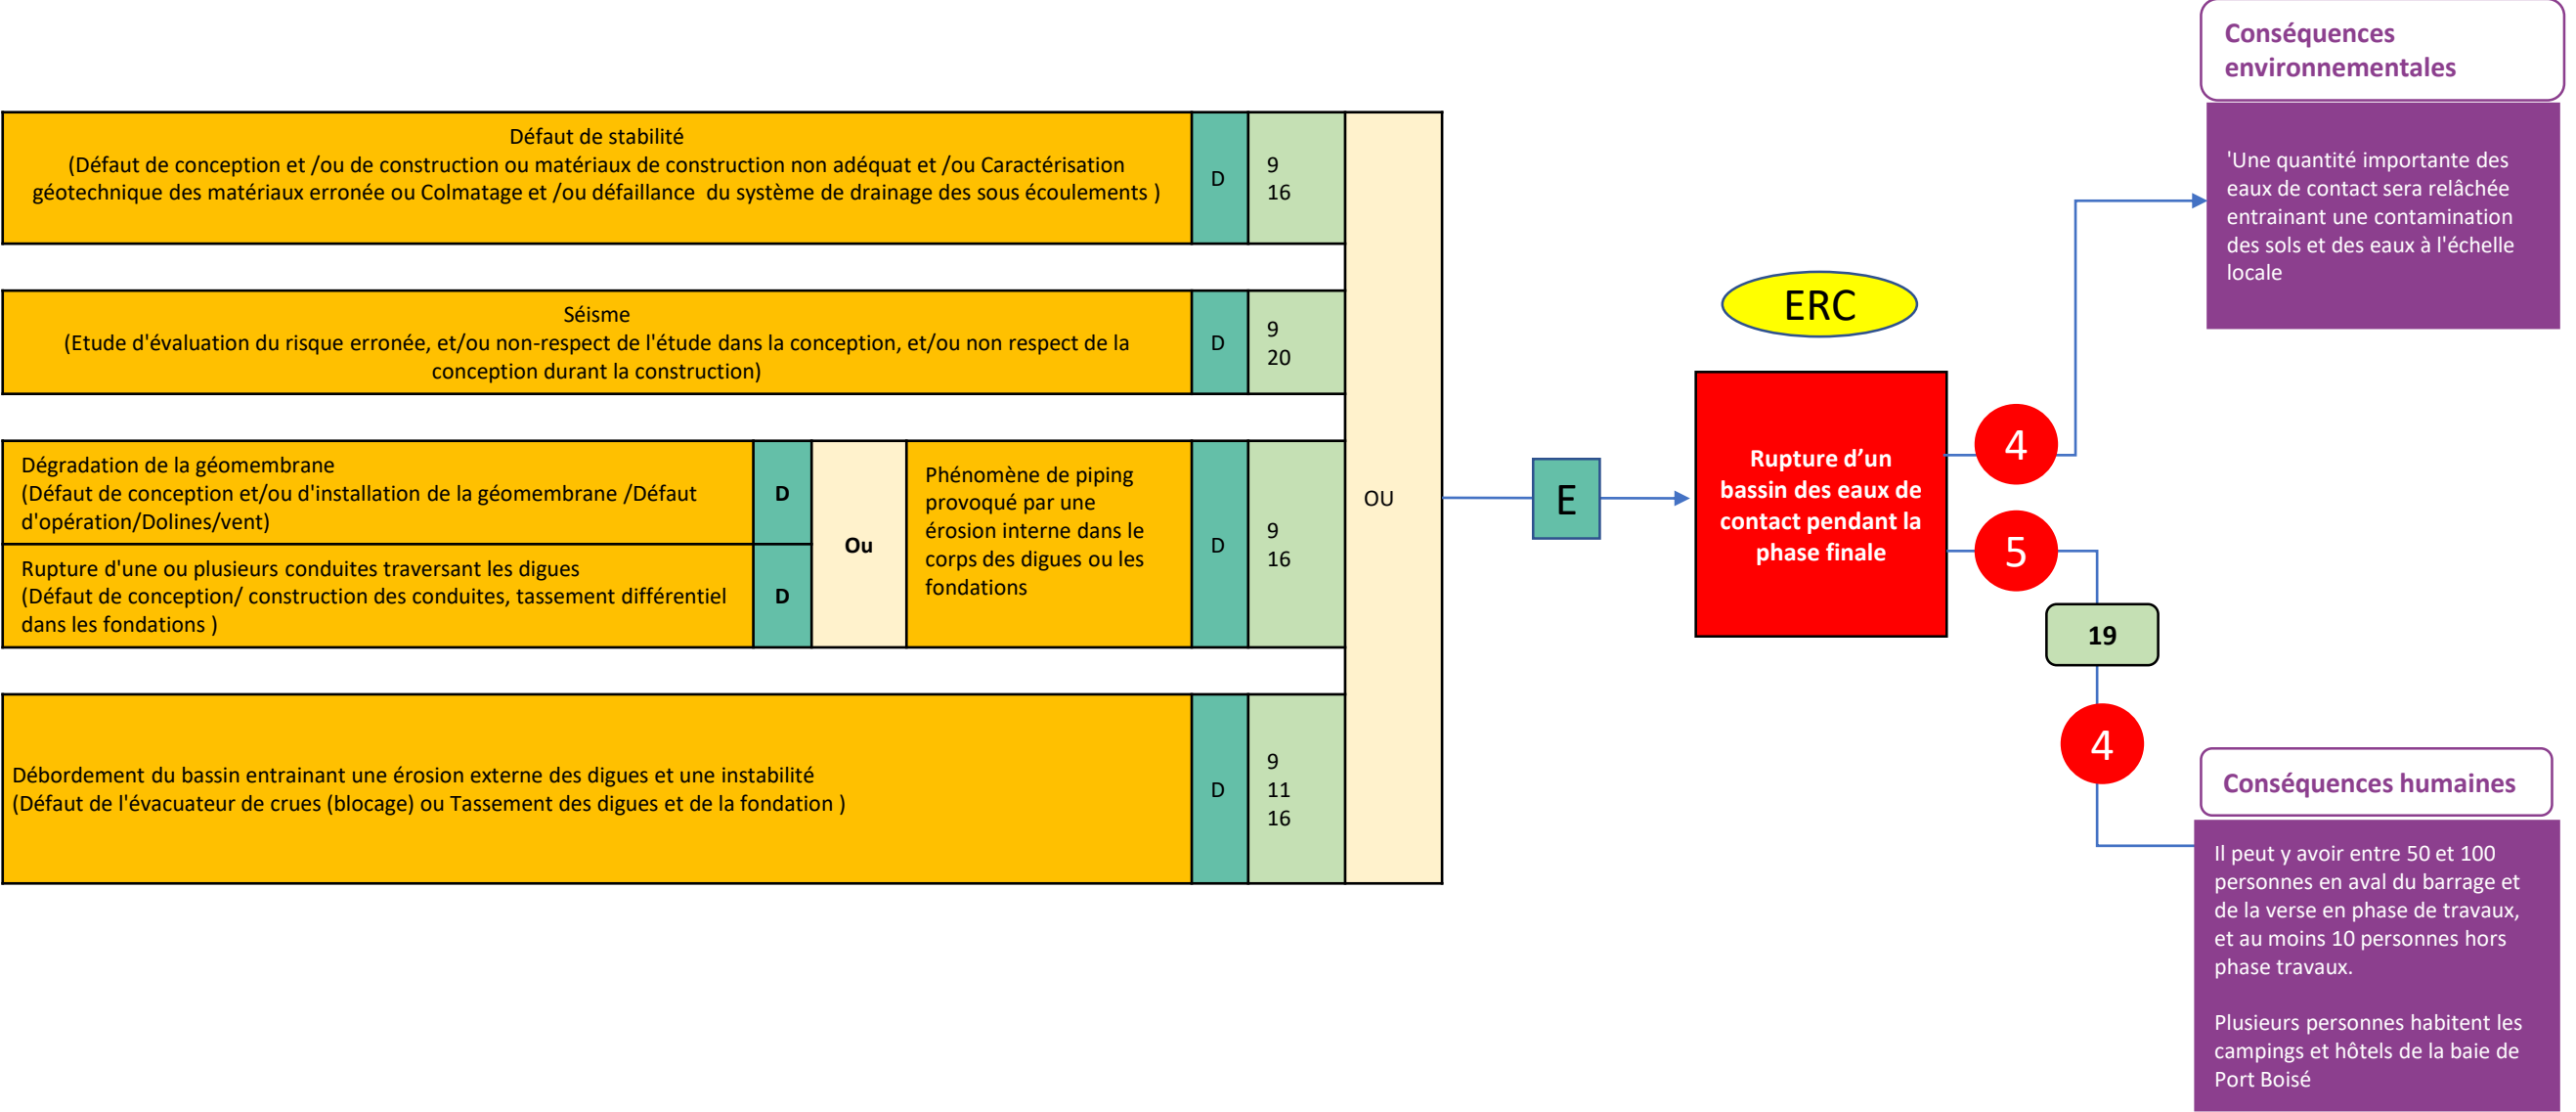 Défaut de stabilité
(Défaut de conception et /ou de construction ou matériaux de construction non adéquat et /ou Caractérisation
géotechnique des matériaux erronée ou Colmatage et /ou défaillance du système de drainage des sous écoulements )
D
9
16
Séisme
(Etude d'évaluation du risque erronée, et/ou non-respect de l'étude dans la conception, et/ou non respect de la
conception durant la construction)
D
9
20
Dégradation de la géomembrane
(Défaut de conception et/ou d'installation de la géomembrane /Défaut
d'opération/Dolines/vent)
D
Rupture d'une ou plusieurs conduites traversant les digues
(Défaut de conception/ construction des conduites, tassement différentiel
dans les fondations )
D
Ou
Phénomène de piping
provoqué par une
érosion interne dans le
corps des digues ou les
fondations
D
9
16
Débordement du bassin entrainant une érosion externe des digues et une instabilité
(Défaut de l'évacuateur de crues (blocage) ou Tassement des digues et de la fondation )
D
9
11
16
OU
E
ERC
Rupture d’un
bassin des eaux de
contact pendant la
phase finale
4
5
19
4
Conséquences
environnementales
'Une quantité importante des
eaux de contact sera relâchée
entrainant une contamination
des sols et des eaux à l'échelle
locale
Conséquences humaines
Il peut y avoir entre 50 et 100
personnes en aval du barrage et
de la verse en phase de travaux,
et au moins 10 personnes hors
phase travaux.
Plusieurs personnes habitent les
campings et hôtels de la baie de
Port Boisé